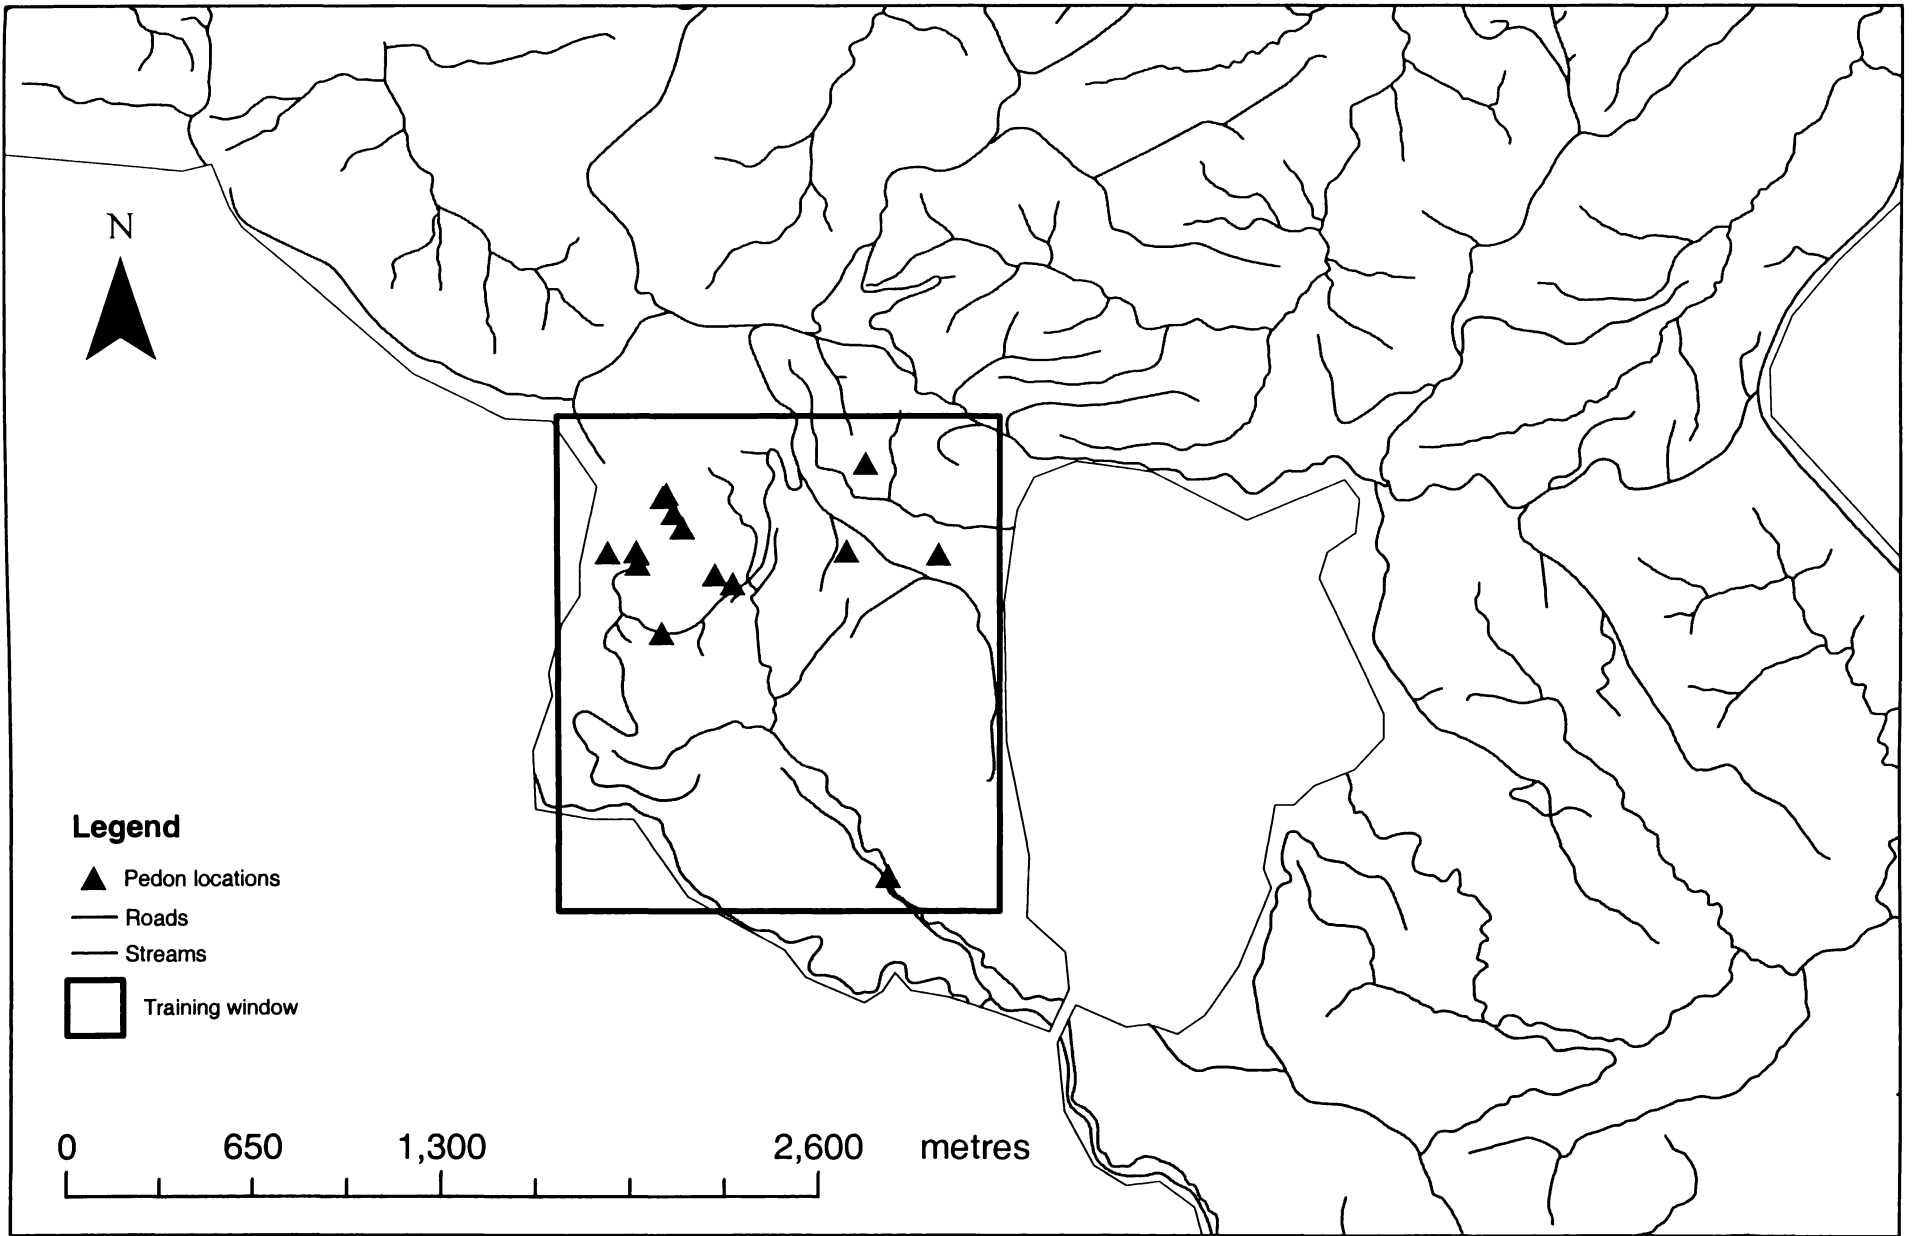 N
Legend
Pedon locations
Roads
Streams
Training window
0 650 1,300 2,600 metres